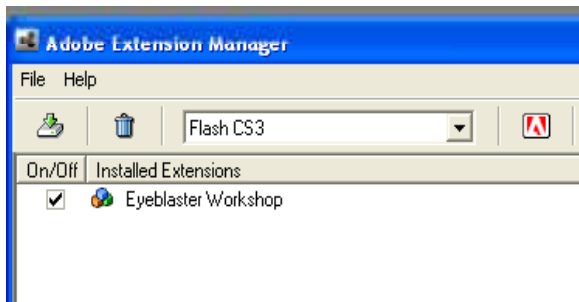 Adobe Extension Manager
File Help
Flash CS3
On/Off Installed Extensions
Eyeblaster Workshop